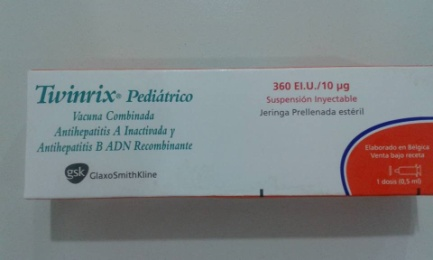 Twinrix® Pediátrico
Vacuna Combinada
Antihepatitis A Inactivada y
Antihepatitis B ADN Recombinante
gsk GlaxoSmithKline
360 El.U./10 µg
Suspensión Inyectable
Jeringa Prellenada estéril
Elaborado en Bélgica
Venta bajo receta
1 dosis (0,5 ml)